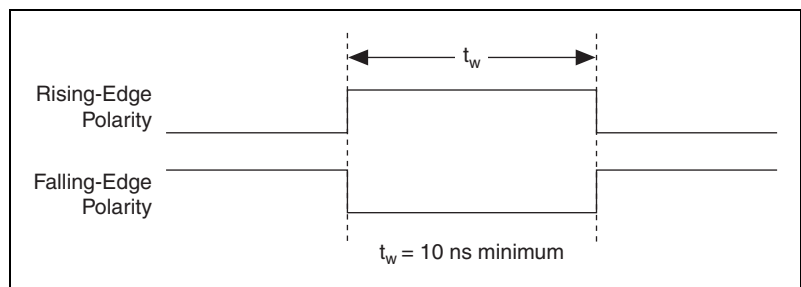 t_w
Rising-Edge
Polarity
Falling-Edge
Polarity
t_w = 10 ns minimum